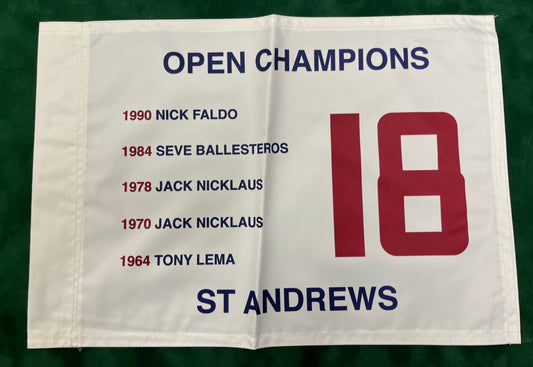 OPEN CHAMPIONS
1990 NICK FALDO
1984 SEVE BALLESTEROS
1978 JACK NICKLAUS
1970 JACK NICKLAUS
1964 TONY LEMA
18
ST ANDREWS